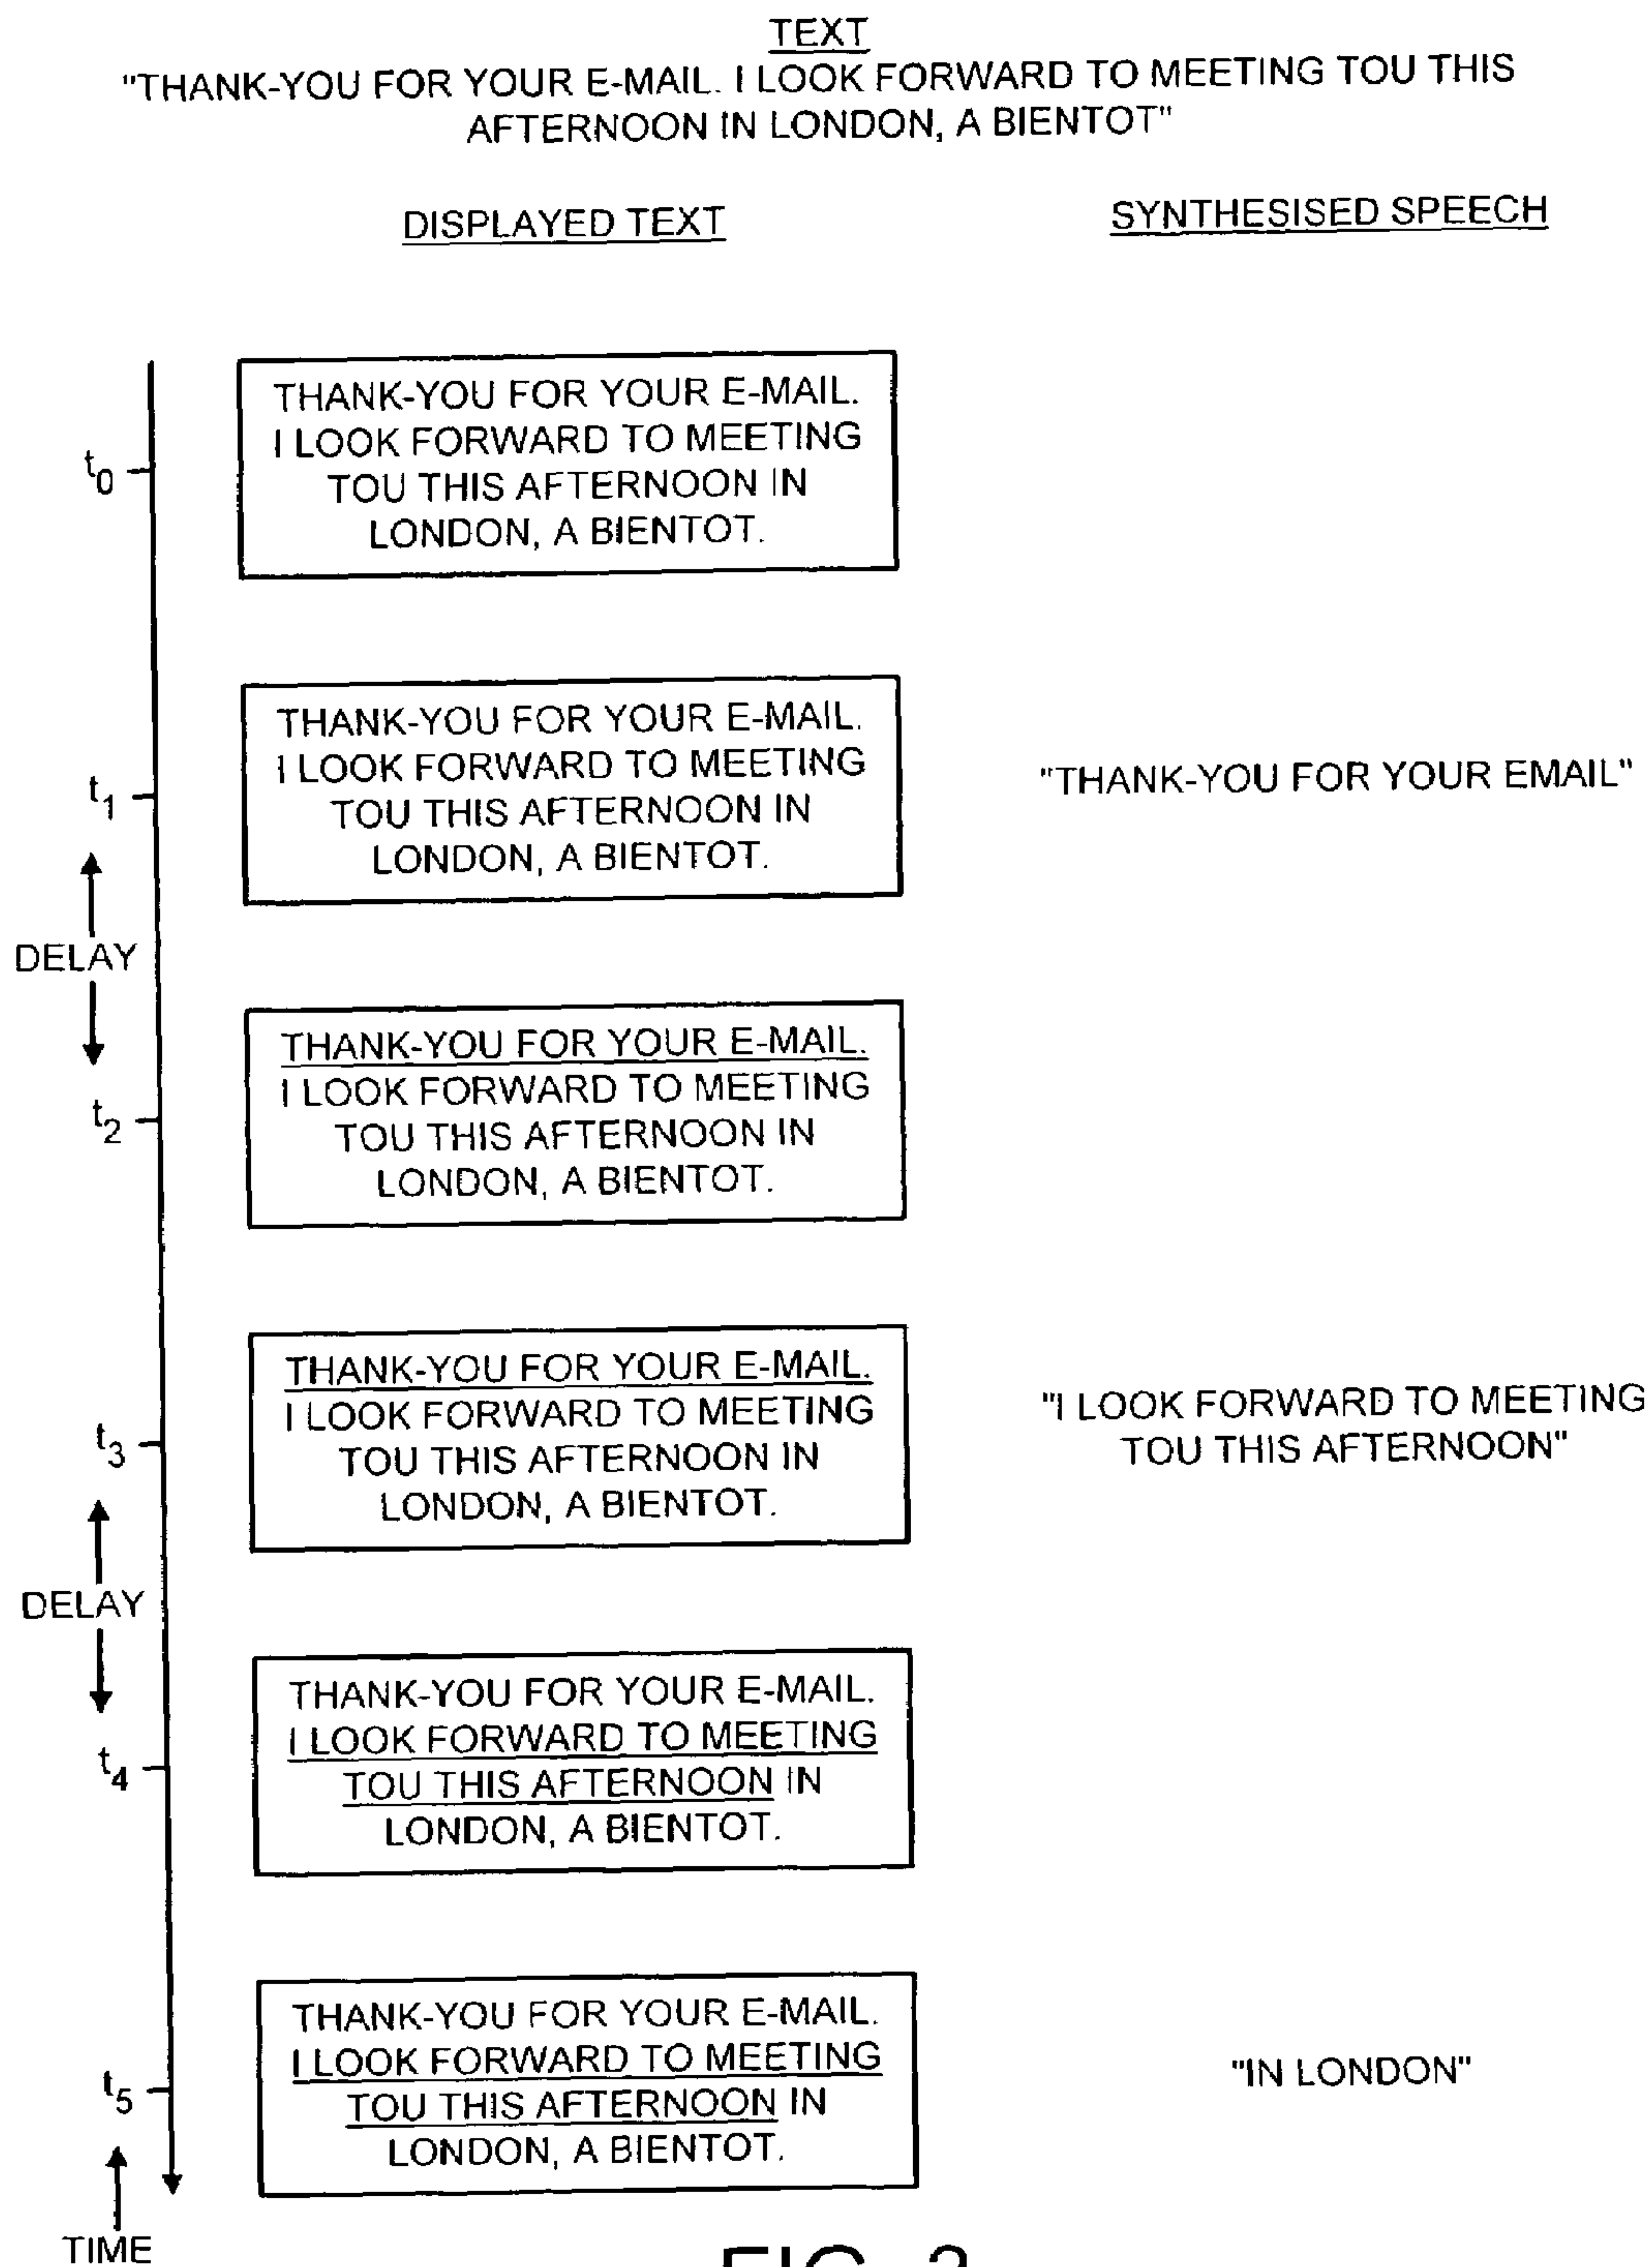 TEXT
"THANK-YOU FOR YOUR E-MAIL. I LOOK FORWARD TO MEETING TOU THIS
AFTERNOON IN LONDON, A BIENTOT"
DISPLAYED TEXT
SYNTHESISED SPEECH
THANK-YOU FOR YOUR E-MAIL.
I LOOK FORWARD TO MEETING
TOU THIS AFTERNOON IN
LONDON, A BIENTOT.
t0
THANK-YOU FOR YOUR E-MAIL.
I LOOK FORWARD TO MEETING
TOU THIS AFTERNOON IN
LONDON, A BIENTOT.
t1
"THANK-YOU FOR YOUR EMAIL"
DELAY
THANK-YOU FOR YOUR E-MAIL.
I LOOK FORWARD TO MEETING
TOU THIS AFTERNOON IN
LONDON, A BIENTOT.
t2
THANK-YOU FOR YOUR E-MAIL.
I LOOK FORWARD TO MEETING
TOU THIS AFTERNOON IN
LONDON, A BIENTOT.
t3
"I LOOK FORWARD TO MEETING
TOU THIS AFTERNOON"
DELAY
THANK-YOU FOR YOUR E-MAIL.
I LOOK FORWARD TO MEETING
TOU THIS AFTERNOON IN
LONDON, A BIENTOT.
t4
THANK-YOU FOR YOUR E-MAIL.
I LOOK FORWARD TO MEETING
TOU THIS AFTERNOON IN
LONDON, A BIENTOT.
t5
"IN LONDON"
TIME
FIG.